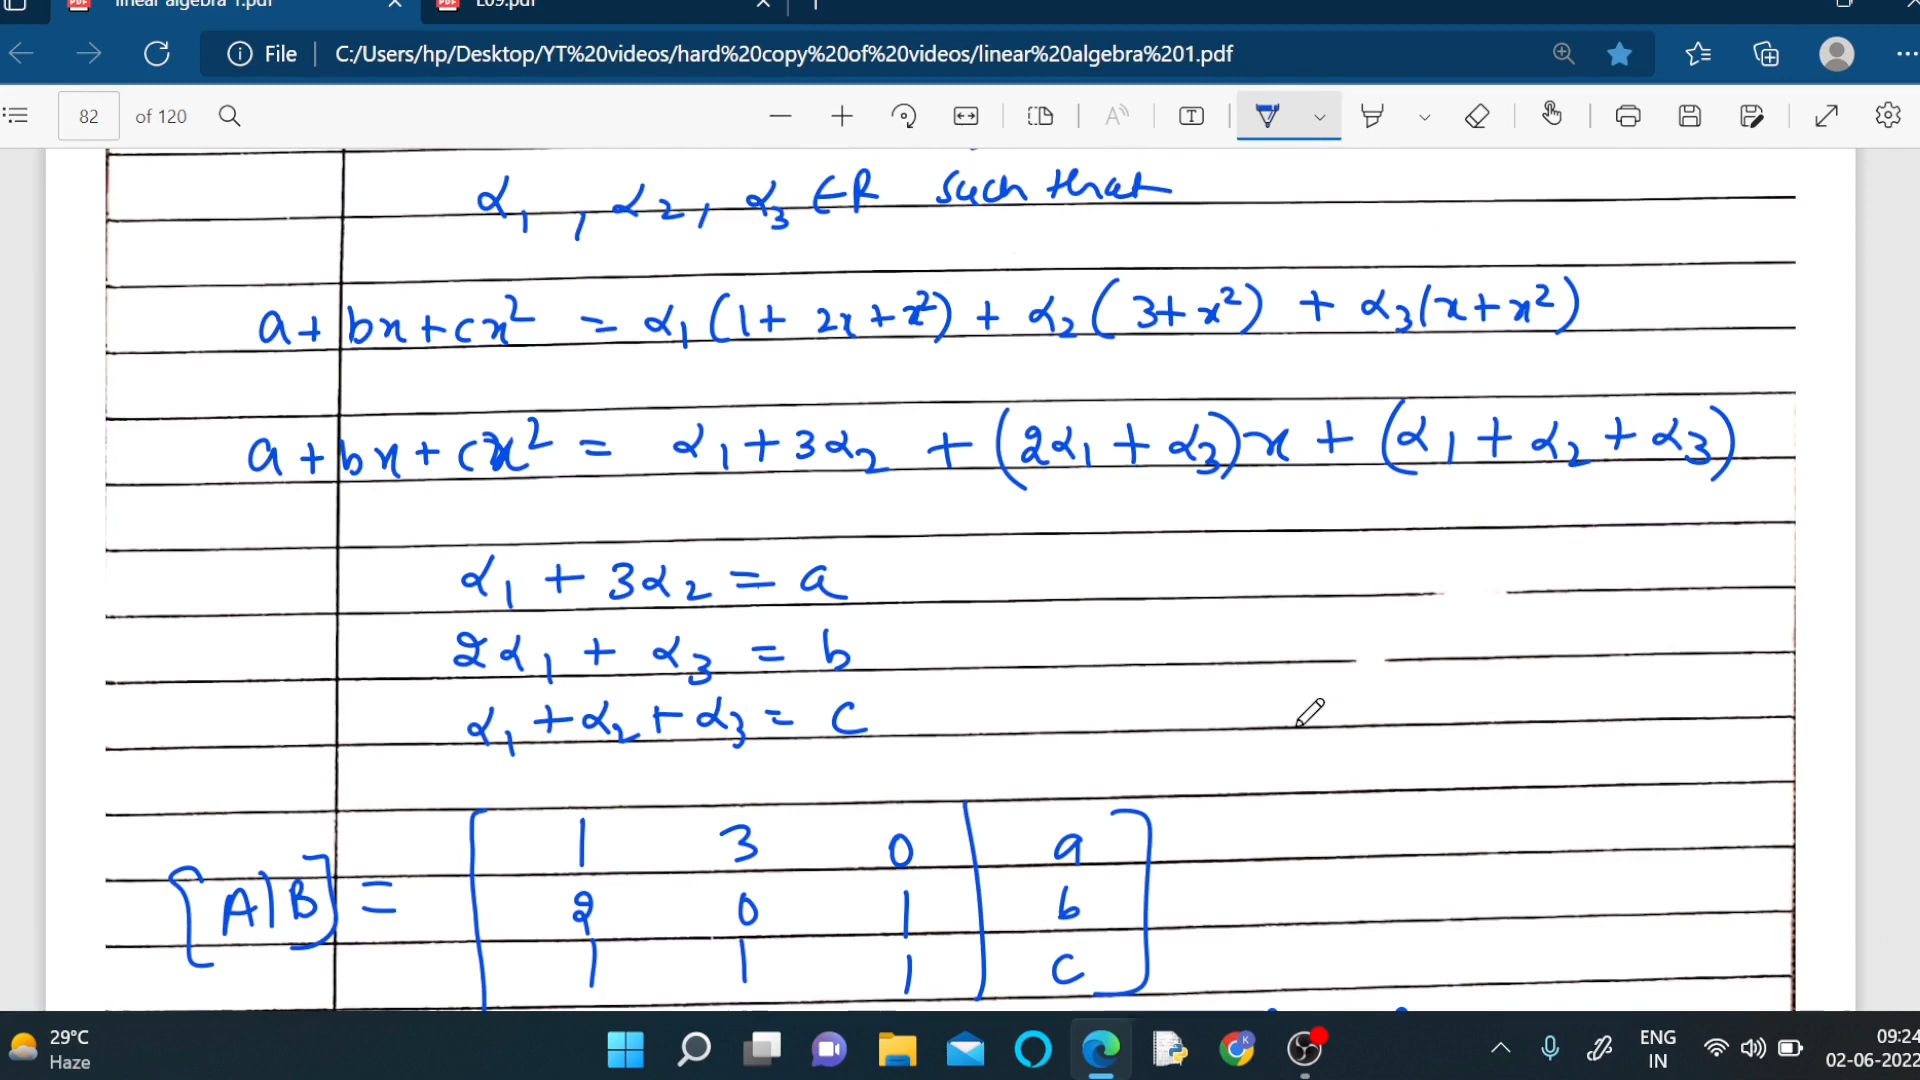 linear algebra 1.pdf
L09.pdf
File C:/Users/hp/Desktop/YT%20videos/hard%20copy%20of%20videos/linear%20algebra%201.pdf
82 of 120
α₁, α₂, α₃ ∈ R such that
a+bx+cx² = α₁(1+2x+x²) + α₂(3+x²) + α₃(x+x²)
a+bx+cx² = α₁+3α₂ + (2α₁+α₃)x + (α₁+α₂+α₃)
α₁ + 3α₂ = a
2α₁ + α₃ = b
α₁+α₂+α₃ = c
1 3 0 | a
[A|B] = 2 0 1 | b
1 1 1 | c
29°C
Haze
ENG
IN
09:24
02-06-2022